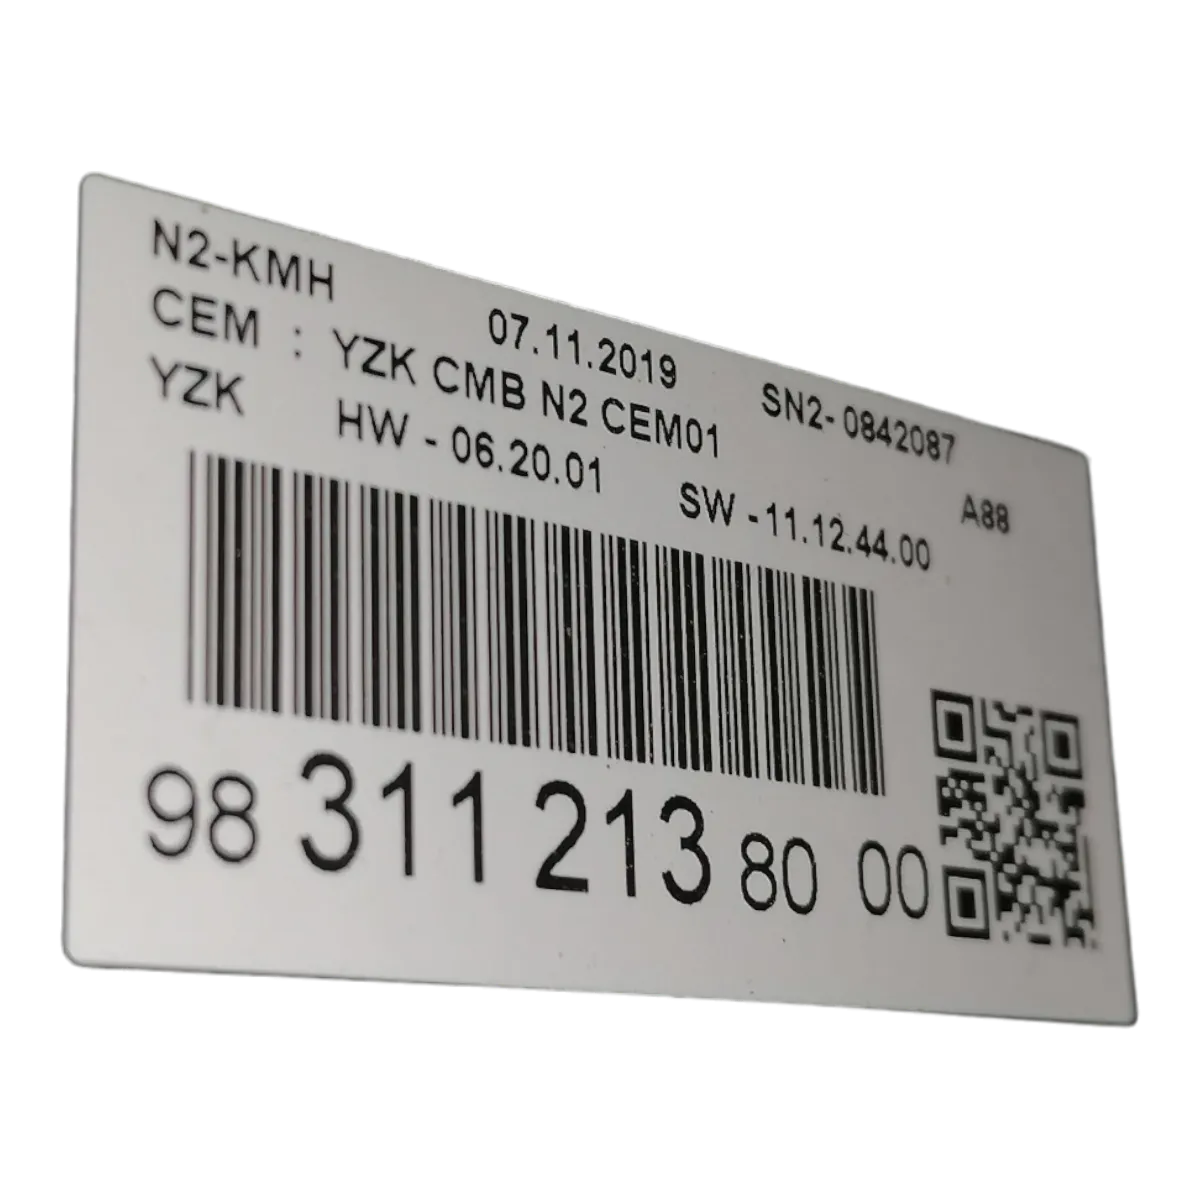 N2-KMH 07.11.2019 SN2- 0842087
CEM : YZK CMB N2 CEM01 A88
YZK HW - 06.20.01 SW -11.12.44.00
98 311 213 80 00